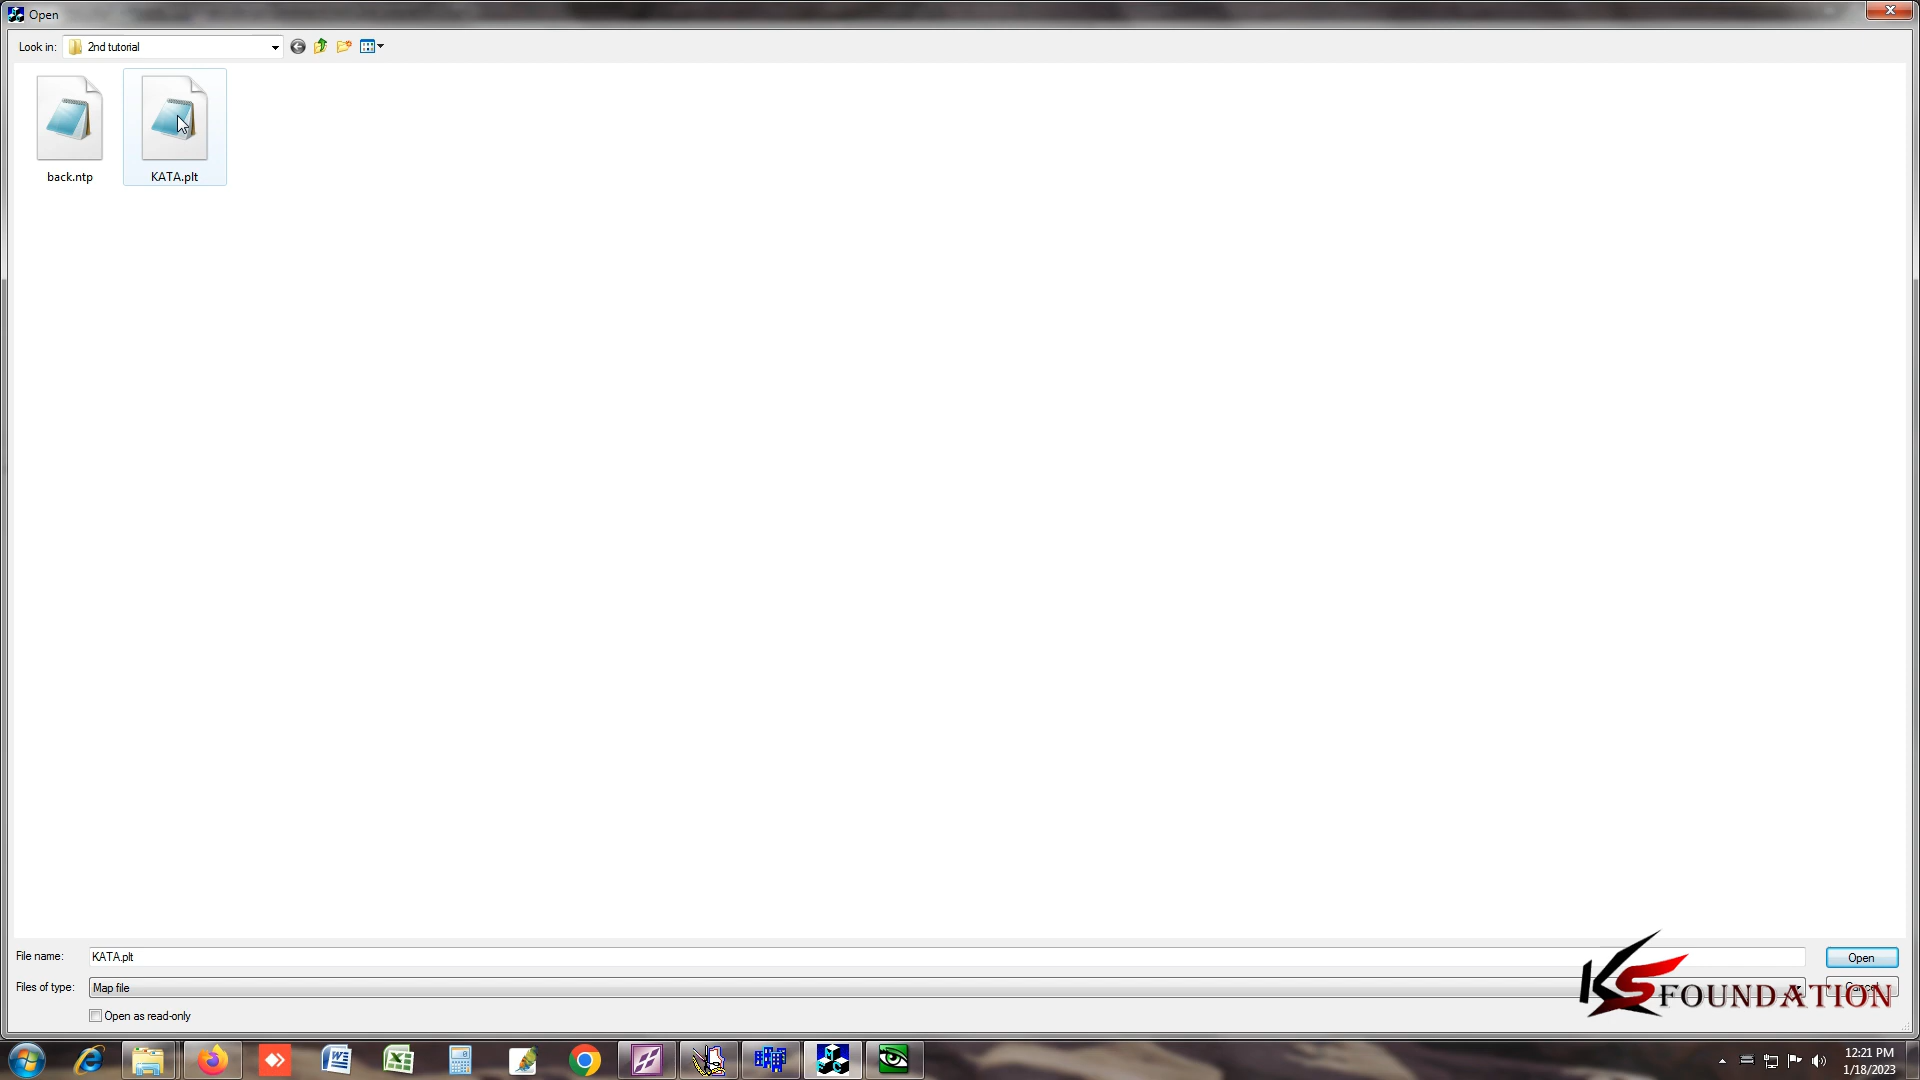 Open
Look in: 2nd tutorial
back.ntp KATA.plt
File name: KATA.plt Open
Files of type: Map file
KS FOUNDATION
Open as read-only
12:21 PM
1/18/2023